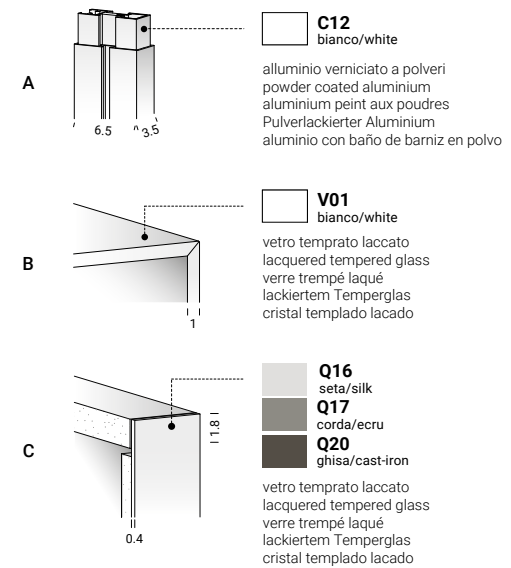 A
6.5
3.5
C12
bianco/white
alluminio verniciato a polveri
powder coated aluminium
aluminium peint aux poudres
Pulverlackierter Aluminium
aluminio con baño de barniz en polvo
B
1
V01
bianco/white
vetro temprato laccato
lacquered tempered glass
verre trempé laqué
lackiertem Temperglas
cristal templado lacado
C
1.8
0.4
Q16
seta/silk
Q17
corda/ecru
Q20
ghisa/cast-iron
vetro temprato laccato
lacquered tempered glass
verre trempé laqué
lackiertem Temperglas
cristal templado lacado